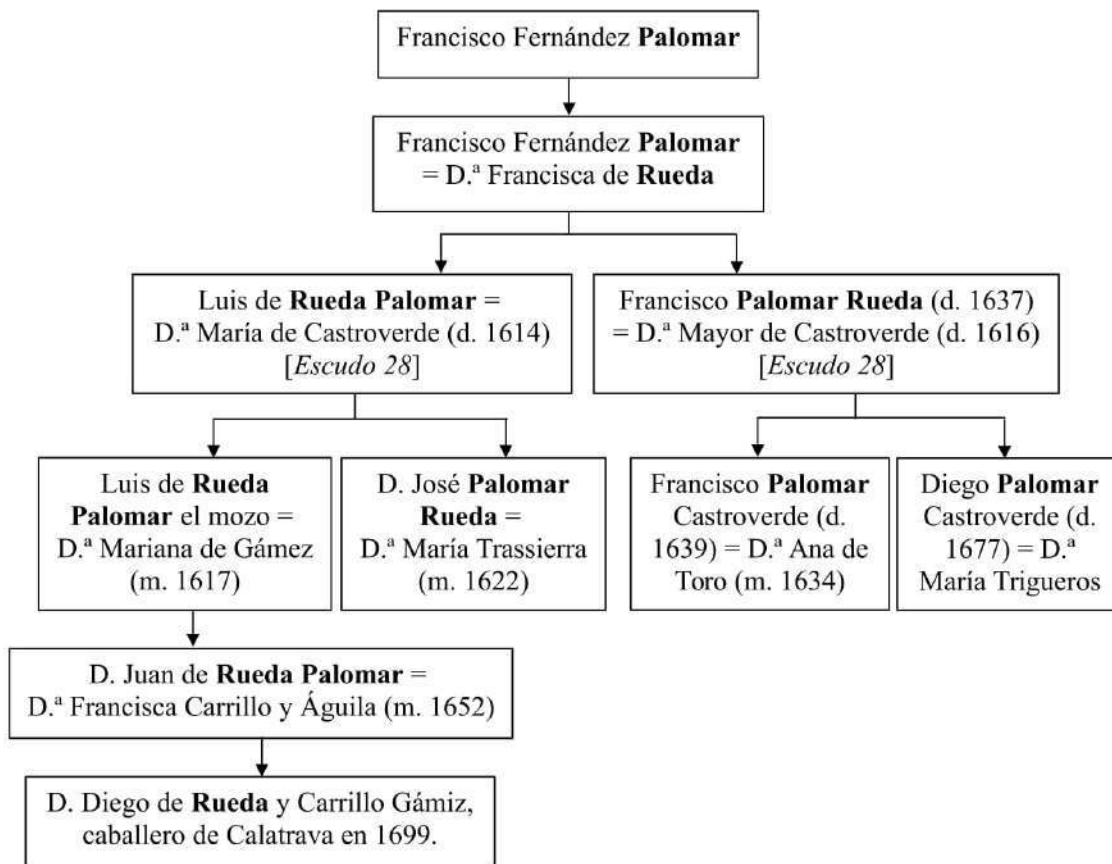 Francisco Fernández Palomar
Francisco Fernández Palomar
= D.ª Francisca de Rueda
Luis de Rueda Palomar =
D.ª María de Castroverde (d. 1614)
[Escudo 28]
Francisco Palomar Rueda (d. 1637)
= D.ª Mayor de Castroverde (d. 1616)
[Escudo 28]
Luis de Rueda
Palomar el mozo =
D.ª Mariana de Gámez
(m. 1617)
D. José Palomar
Rueda =
D.ª María Trassierra
(m. 1622)
Francisco Palomar
Castroverde (d.
1639) = D.ª Ana de
Toro (m. 1634)
Diego Palomar
Castroverde (d.
1677) = D.ª
María Trigueros
D. Juan de Rueda Palomar =
D.ª Francisca Carrillo y Águila (m. 1652)
D. Diego de Rueda y Carrillo Gámiz,
caballero de Calatrava en 1699.